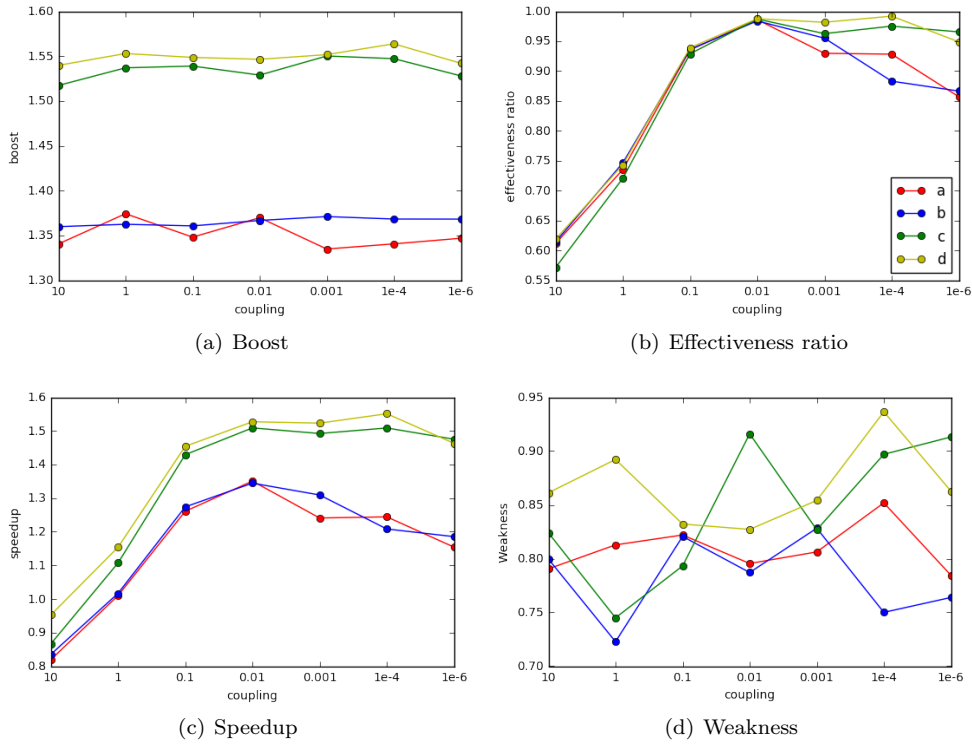 1.60
1.55
1.50
1.45
1.40
1.35
1.30
boost
10 1 0.1 0.01 0.001 1e-4 1e-6
coupling
(a) Boost
1.00
0.95
0.90
0.85
0.80
0.75
0.70
0.65
0.60
0.55
effectiveness ratio
a
b
c
d
10 1 0.1 0.01 0.001 1e-4 1e-6
coupling
(b) Effectiveness ratio
1.6
1.5
1.4
1.3
1.2
1.1
1.0
0.9
0.8
speedup
10 1 0.1 0.01 0.001 1e-4 1e-6
coupling
(c) Speedup
0.95
0.90
0.85
0.80
0.75
0.70
Weakness
10 1 0.1 0.01 0.001 1e-4 1e-6
coupling
(d) Weakness